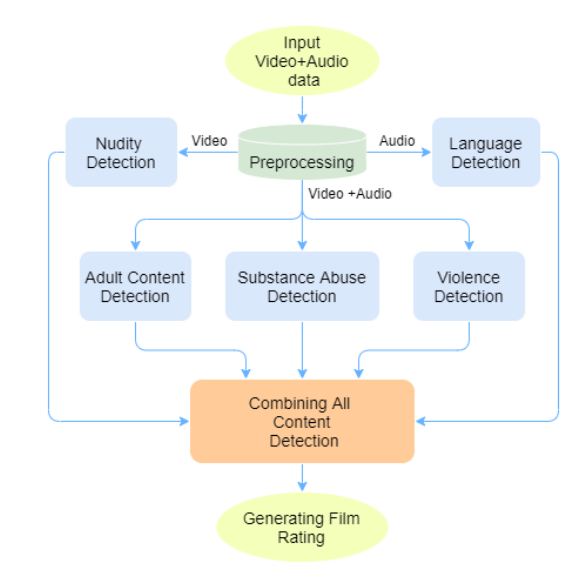 Input
Video+Audio
data
Nudity
Detection
Video
Preprocessing
Audio
Language
Detection
Video +Audio
Adult Content
Detection
Substance Abuse
Detection
Violence
Detection
Combining All
Content
Detection
Generating Film
Rating